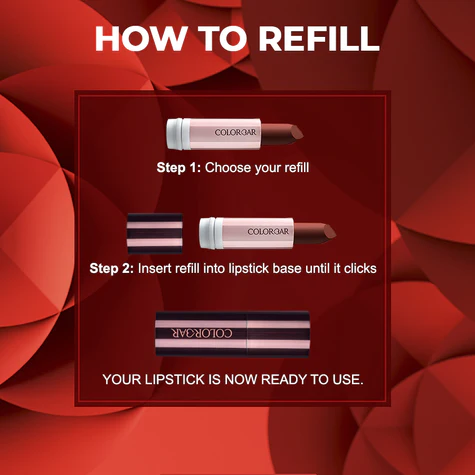 HOW TO REFILL
COLORBAR
Step 1: Choose your refill
COLORBAR
Step 2: Insert refill into lipstick base until it clicks
COLORBAR
YOUR LIPSTICK IS NOW READY TO USE.